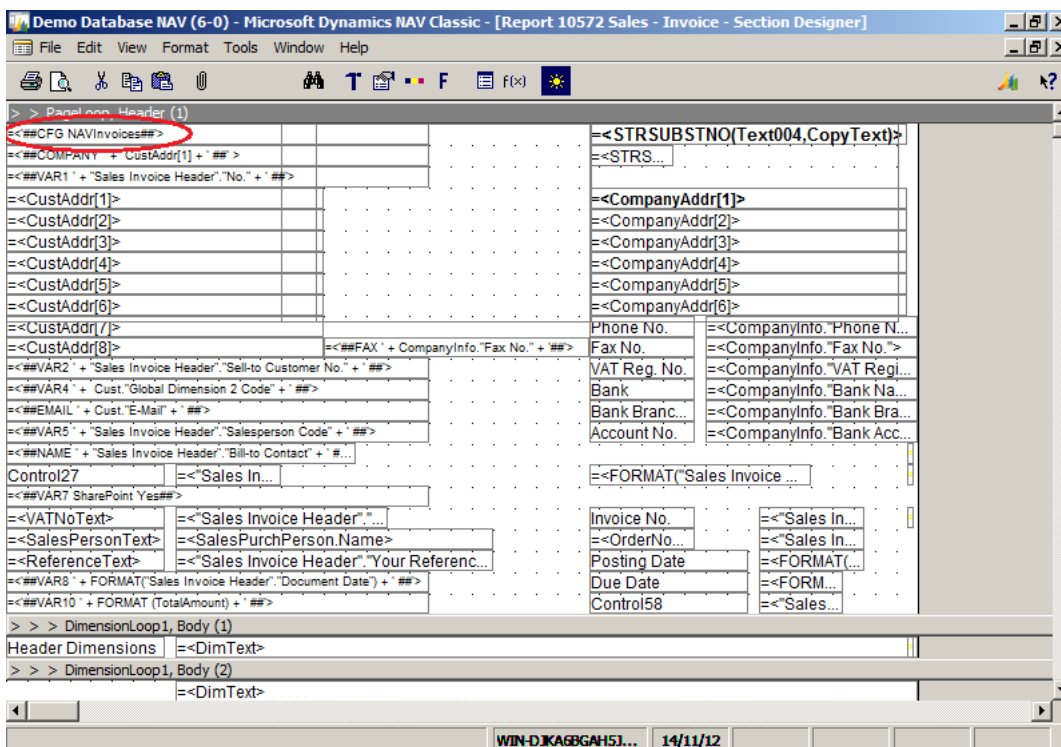 Demo Database NAV (6-0) - Microsoft Dynamics NAV Classic - [Report 10572 Sales - Invoice - Section Designer]
File Edit View Format Tools Window Help
> > PageLoop, Header (1)
=<'##CFG NAVInvoices##'> =<STRSUBSTNO(Text004,CopyText)>
=<'##COMPANY ' + CustAddr[1] + ' ##' > =<STRS...
=<'##VAR1 ' + "Sales Invoice Header"."No." + ' ##'>
=<CustAddr[1]> =<CompanyAddr[1]>
=<CustAddr[2]> =<CompanyAddr[2]>
=<CustAddr[3]> =<CompanyAddr[3]>
=<CustAddr[4]> =<CompanyAddr[4]>
=<CustAddr[5]> =<CompanyAddr[5]>
=<CustAddr[6]> =<CompanyAddr[6]>
=<CustAddr[7]> Phone No. =<CompanyInfo."Phone N...
=<CustAddr[8]> =<'##FAX ' + CompanyInfo."Fax No." + '##'> Fax No. =<CompanyInfo."Fax No.">
=<'##VAR2 ' + "Sales Invoice Header"."Sell-to Customer No." + ' ##'> VAT Reg. No. =<CompanyInfo."VAT Regi...
=<'##VAR4 ' + Cust."Global Dimension 2 Code" + ' ##'> Bank =<CompanyInfo."Bank Na...
=<'##EMAIL ' + Cust."E-Mail" + ' ##'> Bank Branc... =<CompanyInfo."Bank Bra...
=<'##VAR5 ' + "Sales Invoice Header"."Salesperson Code" + ' ##'> Account No. =<CompanyInfo."Bank Acc...
=<'##NAME ' + "Sales Invoice Header"."Bill-to Contact" + ' #...
Control27 =<"Sales In... =<FORMAT("Sales Invoice ...
=<'##VAR7 SharePoint Yes##'>
=<VATNoText> =<"Sales Invoice Header"."... Invoice No. =<"Sales In...
=<SalesPersonText> =<SalesPurchPerson.Name> =<OrderNo... =<"Sales In...
=<ReferenceText> =<"Sales Invoice Header"."Your Referenc... Posting Date =<FORMAT(...
=<'##VAR8 ' + FORMAT("Sales Invoice Header"."Document Date") + ' ##'> Due Date =<FORM...
=<'##VAR10 ' + FORMAT (TotalAmount) + ' ##'> Control58 =<"Sales...
> > > DimensionLoop1, Body (1)
Header Dimensions =<DimText>
> > > DimensionLoop1, Body (2)
=<DimText>
WIN-DJKA6BGAH5J... 14/11/12